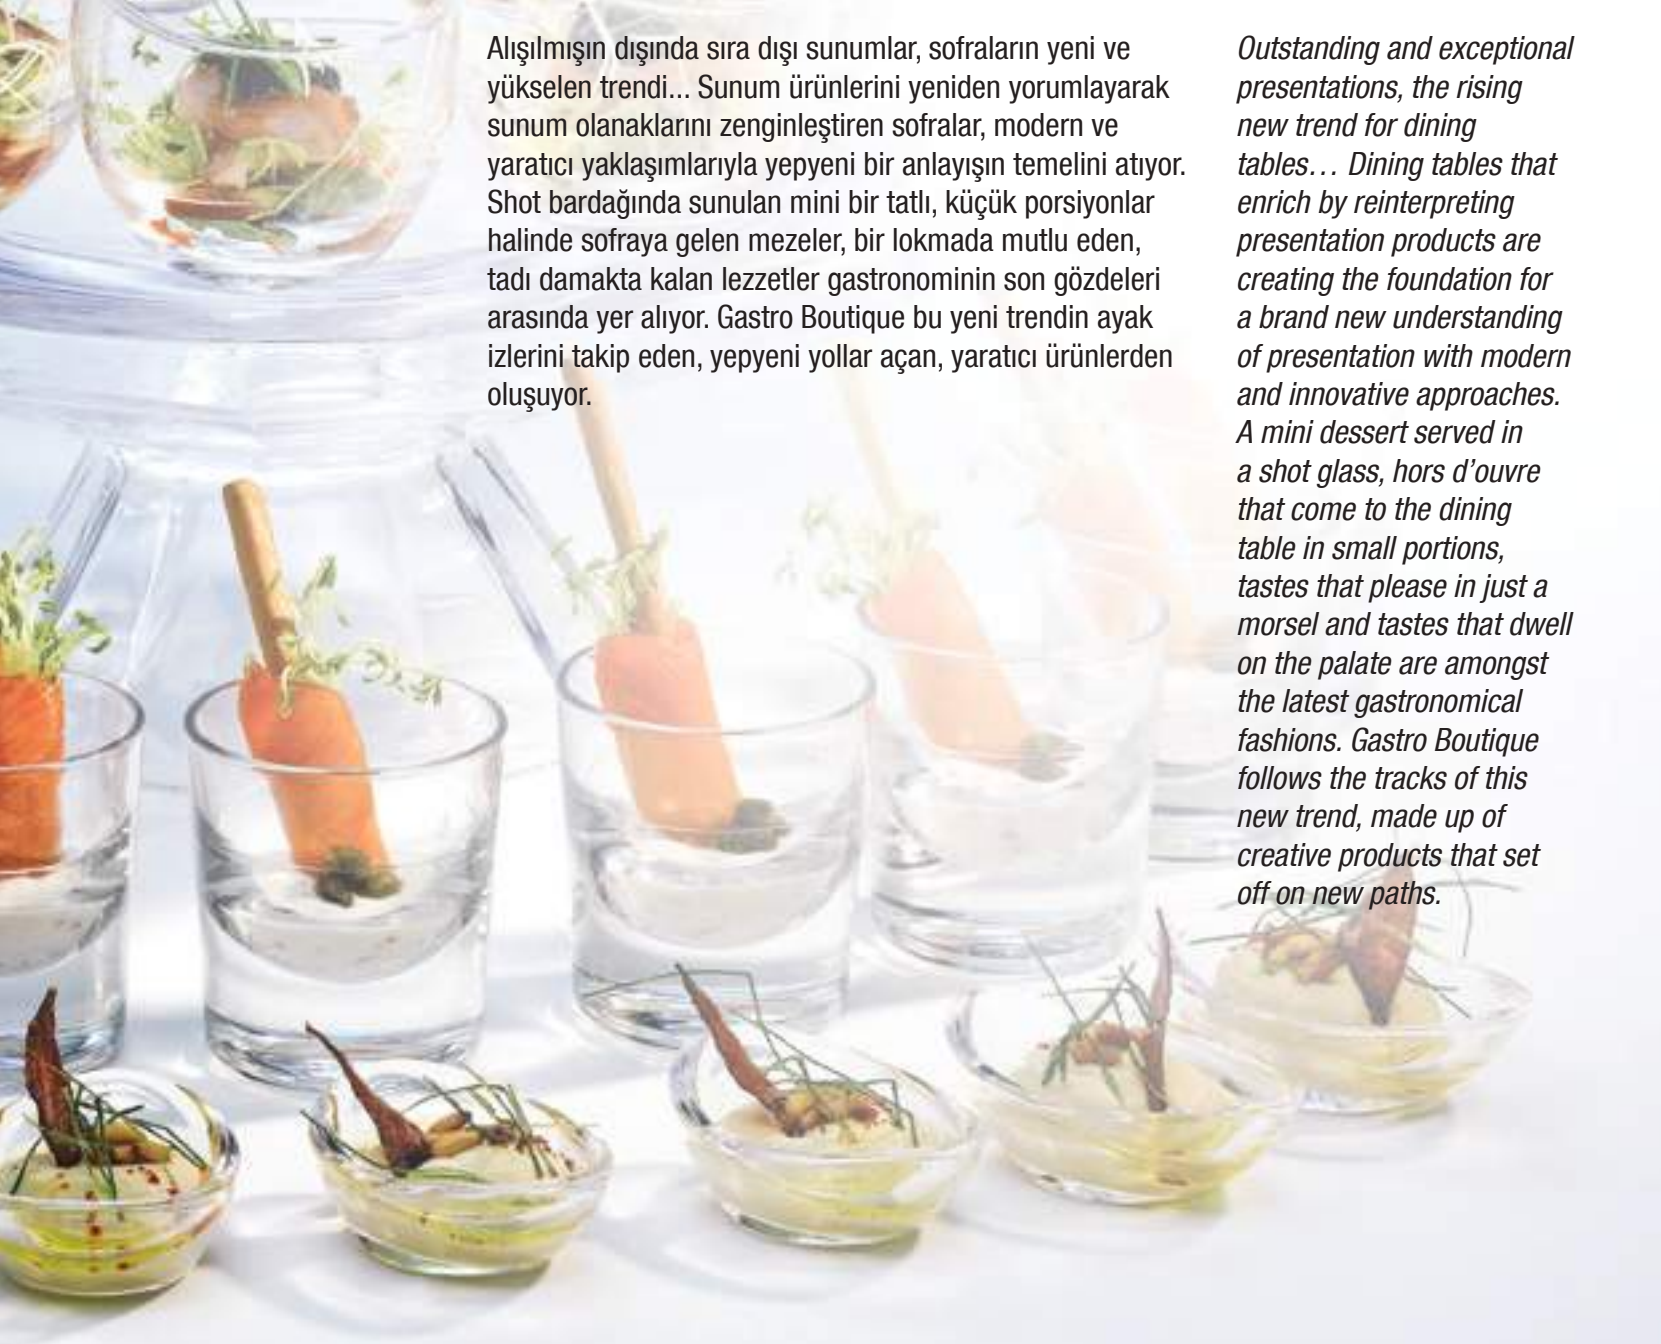 Alışılmışın dışında sıra dışı sunumlar, sofraların yeni ve
yükselen trendi... Sunum ürünlerini yeniden yorumlayarak
sunum olanaklarını zenginleştiren sofralar, modern ve
yaratıcı yaklaşımlarıyla yepyeni bir anlayışın temelini atıyor.
Shot bardağında sunulan mini bir tatlı, küçük porsiyonlar
halinde sofraya gelen mezeler, bir lokmada mutlu eden,
tadı damakta kalan lezzetler gastronominin son gözdeleri
arasında yer alıyor. Gastro Boutique bu yeni trendin ayak
izlerini takip eden, yepyeni yollar açan, yaratıcı ürünlerden
oluşuyor.
Outstanding and exceptional
presentations, the rising
new trend for dining
tables… Dining tables that
enrich by reinterpreting
presentation products are
creating the foundation for
a brand new understanding
of presentation with modern
and innovative approaches.
A mini dessert served in
a shot glass, hors d’ouvre
that come to the dining
table in small portions,
tastes that please in just a
morsel and tastes that dwell
on the palate are amongst
the latest gastronomical
fashions. Gastro Boutique
follows the tracks of this
new trend, made up of
creative products that set
off on new paths.